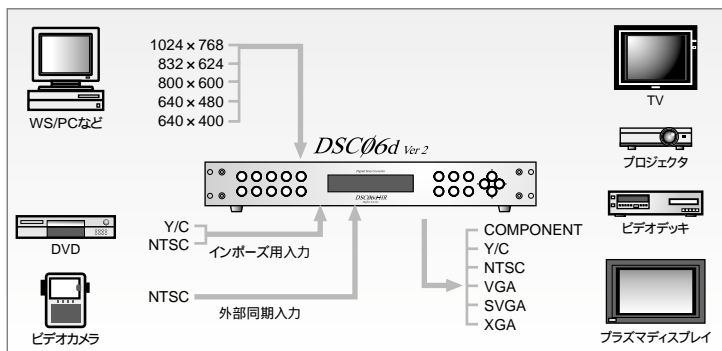 1024 × 768
832 × 624
800 × 600
640 × 480
640 × 400
WS/PCなど
TV
DSCØ6d Ver 2
プロジェクタ
DSC06d-HR
Y/C
NTSC
インポーズ用入力
DVD
COMPONENT
Y/C
NTSC
VGA
SVGA
XGA
ビデオデッキ
NTSC
外部同期入力
ビデオカメラ
プラズマディスプレイ